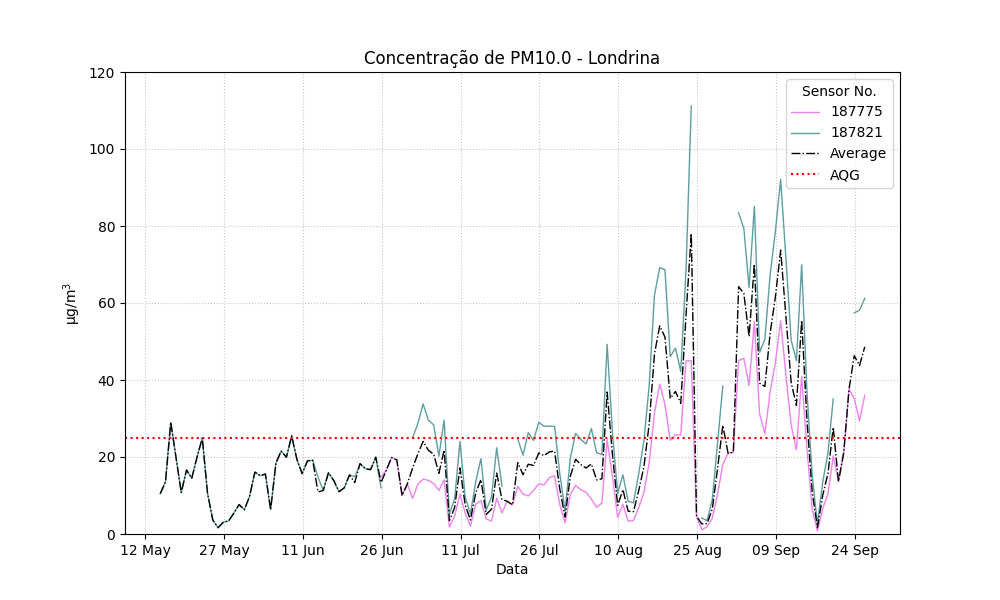 Concentração de PM10.0 - Londrina
120
100
80
60
40
20
0
µg/m³
Sensor No.
187775
187821
Average
AQG
12 May 27 May 11 Jun 26 Jun 11 Jul 26 Jul 10 Aug 25 Aug 09 Sep 24 Sep
Data